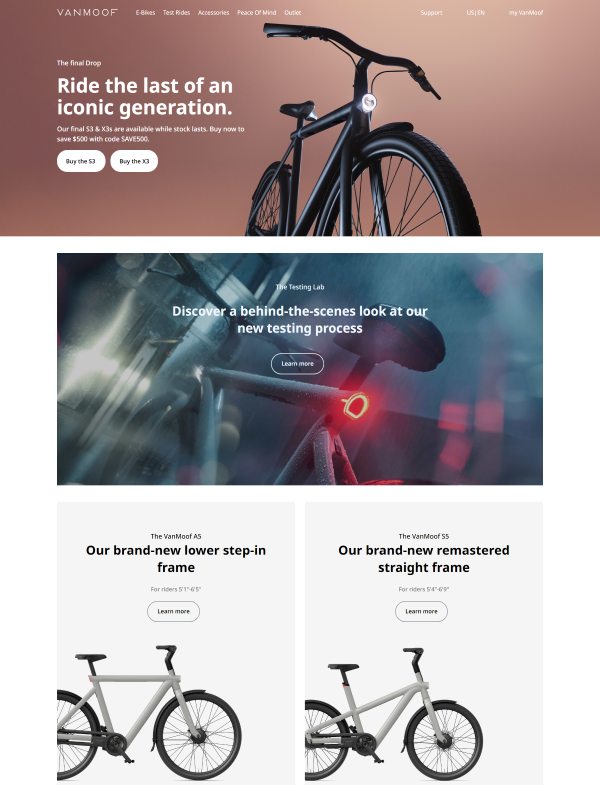 VANMOOF E-Bikes Test Rides Accessories Peace Of Mind Outlet Support US|EN my VanMoof
The final Drop
Ride the last of an
iconic generation.
Our final S3 & X3s are available while stock lasts. Buy now to
save $500 with code SAVE500.
Buy the S3 Buy the X3
The Testing Lab
Discover a behind-the-scenes look at our
new testing process
Learn more
The VanMoof A5
Our brand-new lower step-in
frame
For riders 5'1"-6'5"
Learn more
The VanMoof S5
Our brand-new remastered
straight frame
For riders 5'4"-6'9"
Learn more